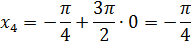 x₄ = −π/4 + 3π/2 · 0 = −π/4